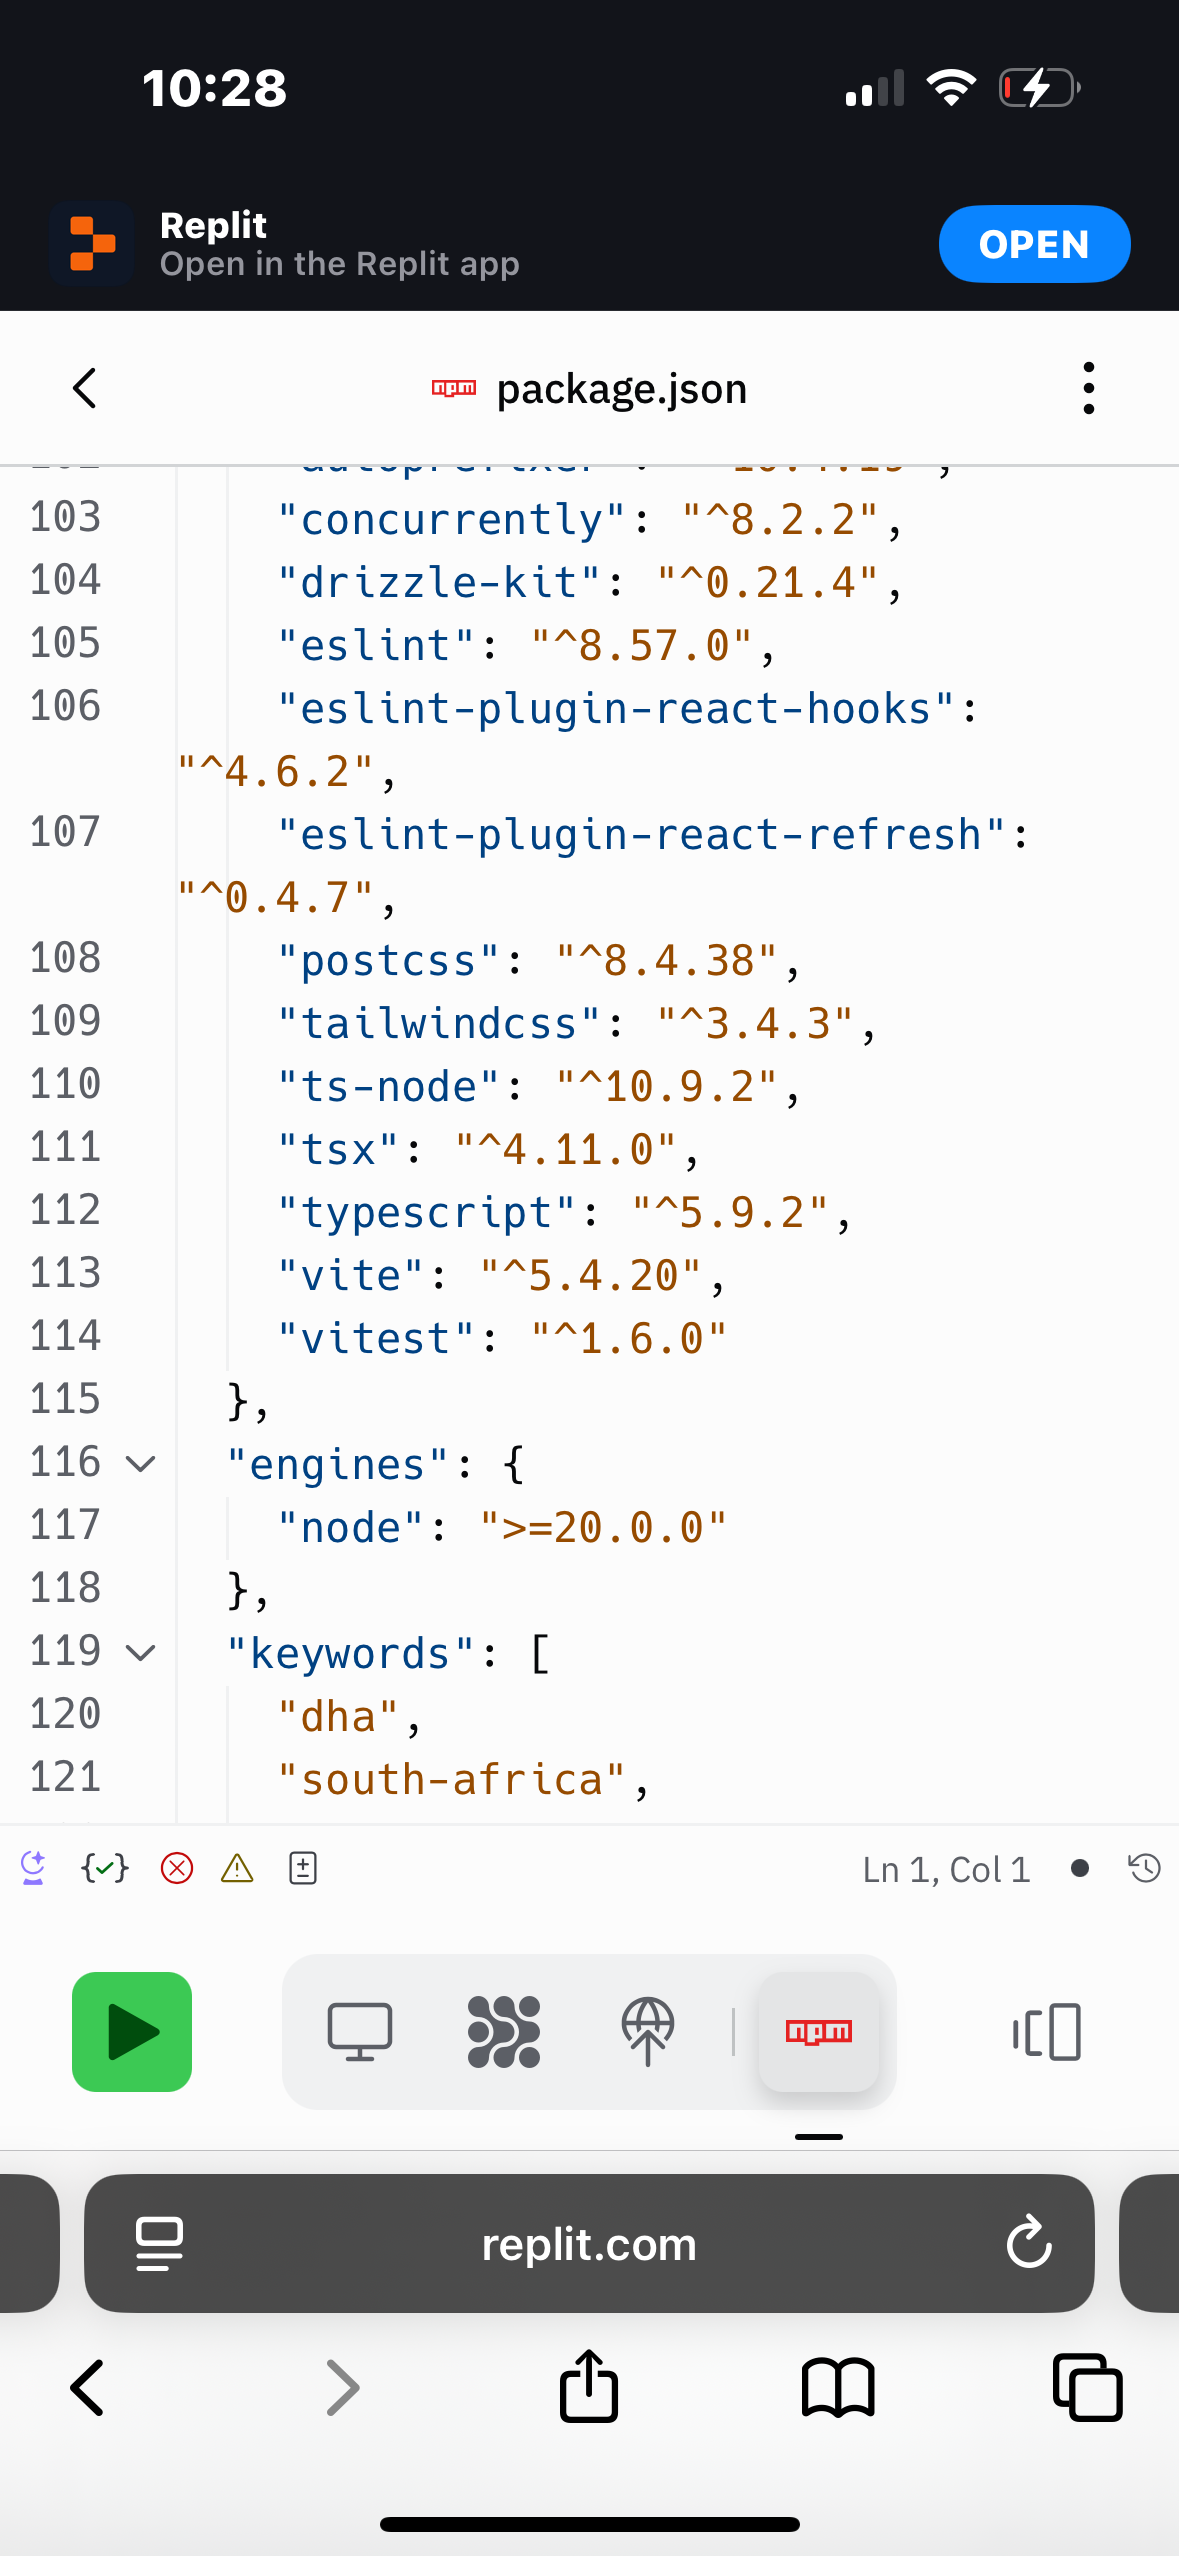 10:28
Replit
Open in the Replit app
OPEN
npm package.json
103 "concurrently": "^8.2.2",
104 "drizzle-kit": "^0.21.4",
105 "eslint": "^8.57.0",
106 "eslint-plugin-react-hooks":
"^4.6.2",
107 "eslint-plugin-react-refresh":
"^0.4.7",
108 "postcss": "^8.4.38",
109 "tailwindcss": "^3.4.3",
110 "ts-node": "^10.9.2",
111 "tsx": "^4.11.0",
112 "typescript": "^5.9.2",
113 "vite": "^5.4.20",
114 "vitest": "^1.6.0"
115 },
116 "engines": {
117 "node": ">=20.0.0"
118 },
119 "keywords": [
120 "dha",
121 "south-africa",
Ln 1, Col 1
npm
replit.com